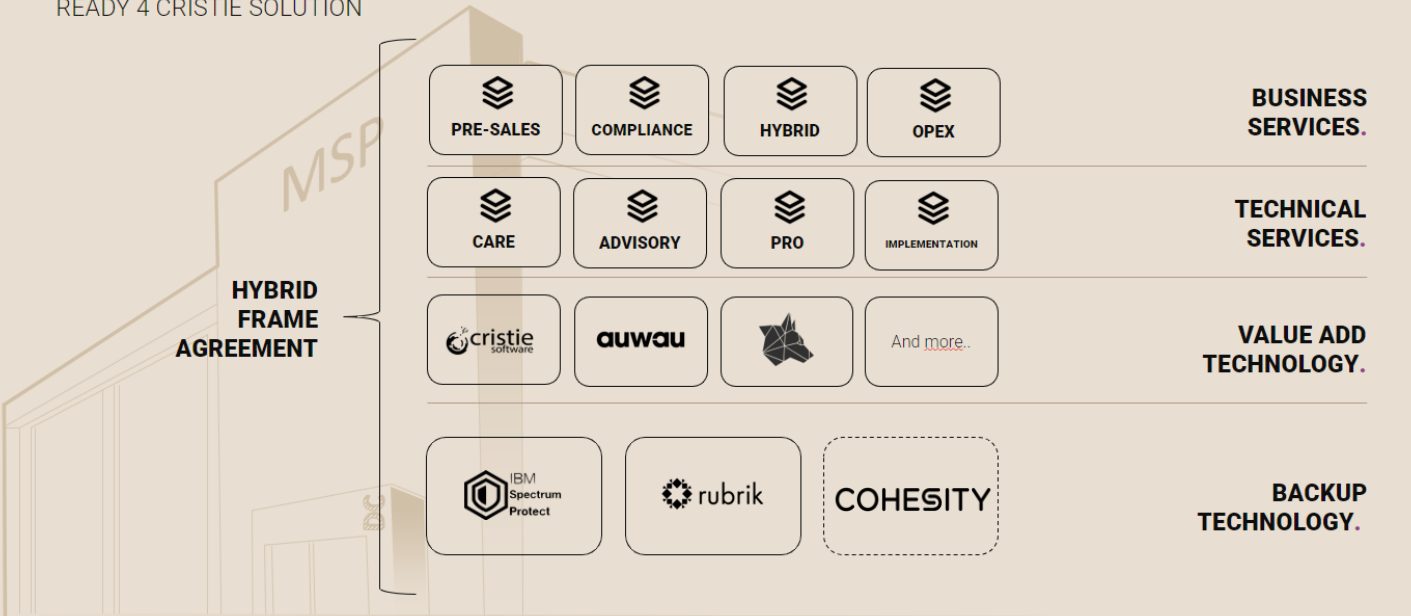 READY 4 CRISTIE SOLUTION
MSP
PRE-SALES
COMPLIANCE
HYBRID
OPEX
BUSINESS
SERVICES.
CARE
ADVISORY
PRO
IMPLEMENTATION
TECHNICAL
SERVICES.
HYBRID
FRAME
AGREEMENT
cristie
software
auwau
And more..
VALUE ADD
TECHNOLOGY.
IBM
Spectrum
Protect
rubrik
COHESITY
BACKUP
TECHNOLOGY.
DC